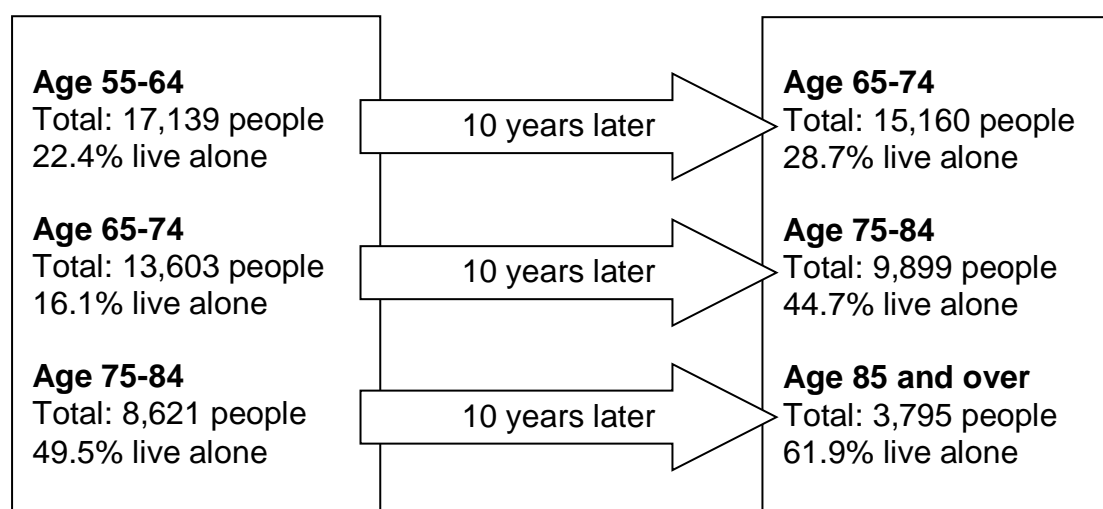 Age 55-64
Total: 17,139 people
22.4% live alone
10 years later
Age 65-74
Total: 15,160 people
28.7% live alone
Age 65-74
Total: 13,603 people
16.1% live alone
10 years later
Age 75-84
Total: 9,899 people
44.7% live alone
Age 75-84
Total: 8,621 people
49.5% live alone
10 years later
Age 85 and over
Total: 3,795 people
61.9% live alone